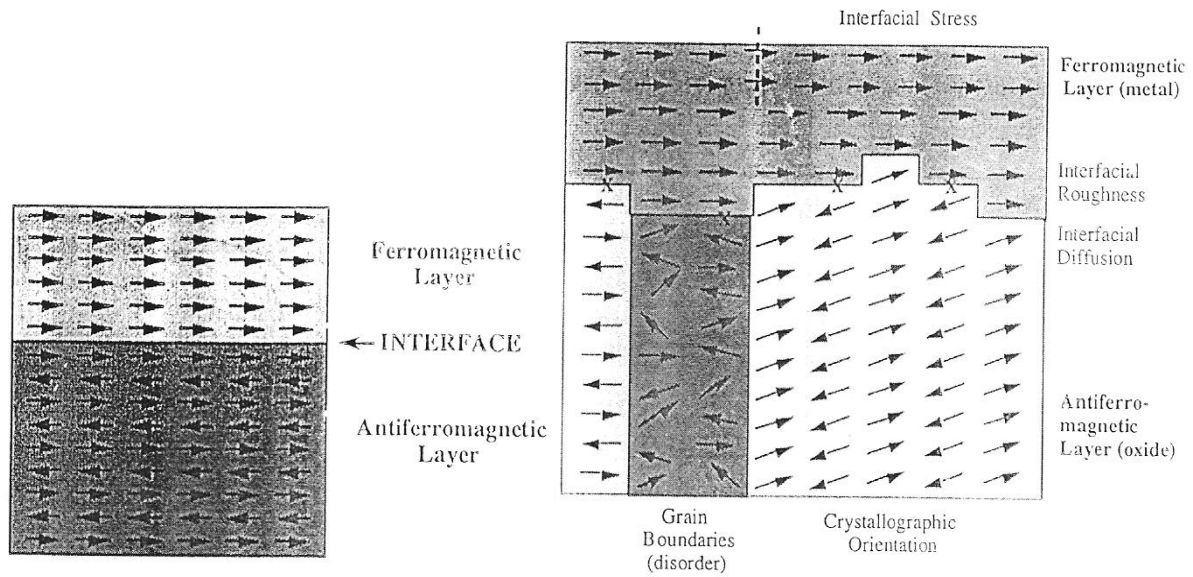 Ferromagnetic
Layer
INTERFACE
Antiferromagnetic
Layer
Interfacial Stress
Ferromagnetic
Layer (metal)
X
X
X
X
Interfacial
Roughness
Interfacial
Diffusion
Antiferro-
magnetic
Layer (oxide)
Grain
Boundaries
(disorder)
Crystallographic
Orientation